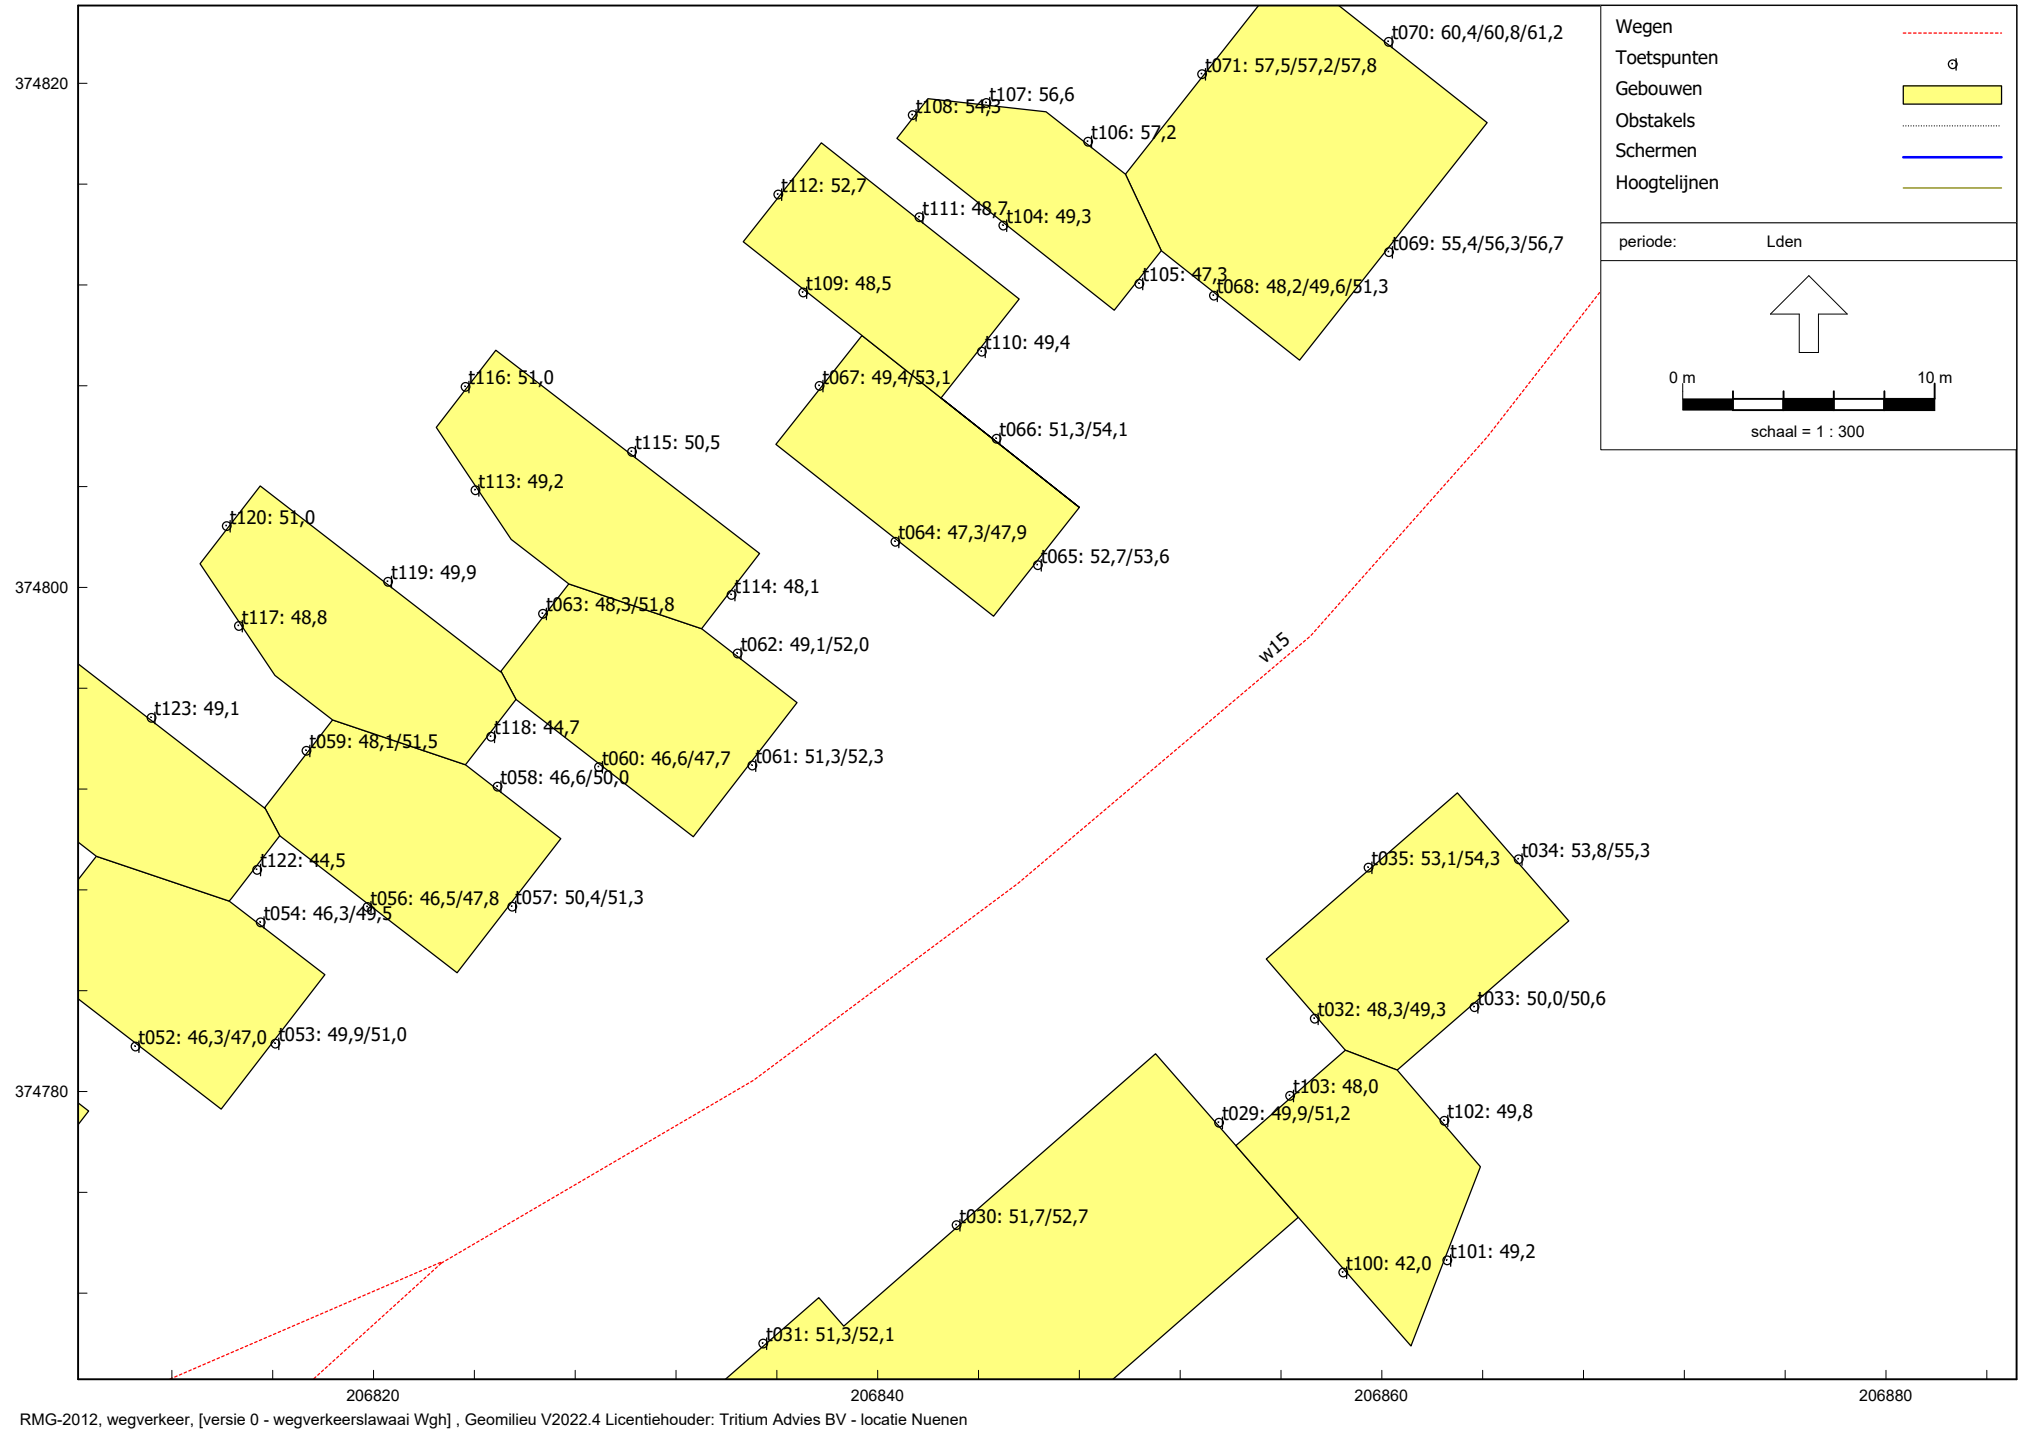 t070: 60,4/60,8/61,2
t071: 57,5/57,2/57,8
t107: 56,6
t108: 54,3
t106: 57,2
t112: 52,7
t111: 48,7
t104: 49,3
t069: 55,4/56,3/56,7
t105: 47,3
t068: 48,2/49,6/51,3
t109: 48,5
t110: 49,4
t116: 51,0
t067: 49,4/53,1
t115: 50,5
t066: 51,3/54,1
t113: 49,2
t120: 51,0
t064: 47,3/47,9
t065: 52,7/53,6
t119: 49,9
t114: 48,1
t063: 48,3/51,8
t117: 48,8
t062: 49,1/52,0
w15
t123: 49,1
t118: 44,7
t059: 48,1/51,5
t060: 46,6/47,7
t061: 51,3/52,3
t058: 46,6/50,0
t122: 44,5
t035: 53,1/54,3
t034: 53,8/55,3
t056: 46,5/47,8
t057: 50,4/51,3
t054: 46,3/49,5
t033: 50,0/50,6
t032: 48,3/49,3
t052: 46,3/47,0
t053: 49,9/51,0
t103: 48,0
t029: 49,9/51,2
t102: 49,8
t030: 51,7/52,7
t101: 49,2
t100: 42,0
t031: 51,3/52,1
374820
374800
374780
206820
206840
206860
206880
Wegen
Toetspunten
Gebouwen
Obstakels
Schermen
Hoogtelijnen
periode: Lden
0 m 10 m
schaal = 1 : 300
RMG-2012, wegverkeer, [versie 0 - wegverkeerslawaai Wgh] , Geomilieu V2022.4 Licentiehouder: Tritium Advies BV - locatie Nuenen